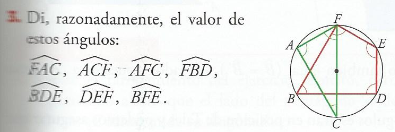 3. Di, razonadamente, el valor de
estos ángulos:
FAC, ACF, AFC, FBD,
BDE, DEF, BFE.
F
A
E
B
D
C